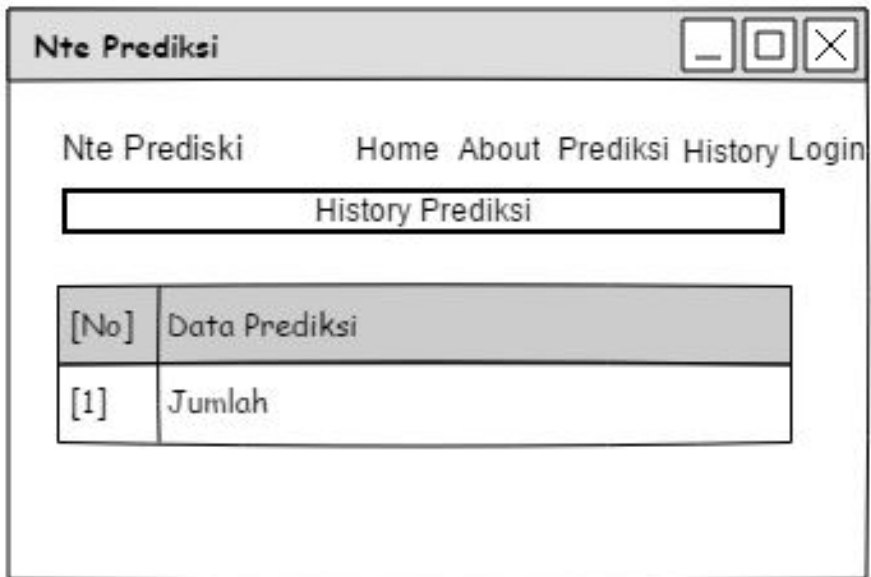 Nte Prediksi
Nte Prediski Home About Prediksi History Login
History Prediksi
[No] Data Prediksi
[1] Jumlah